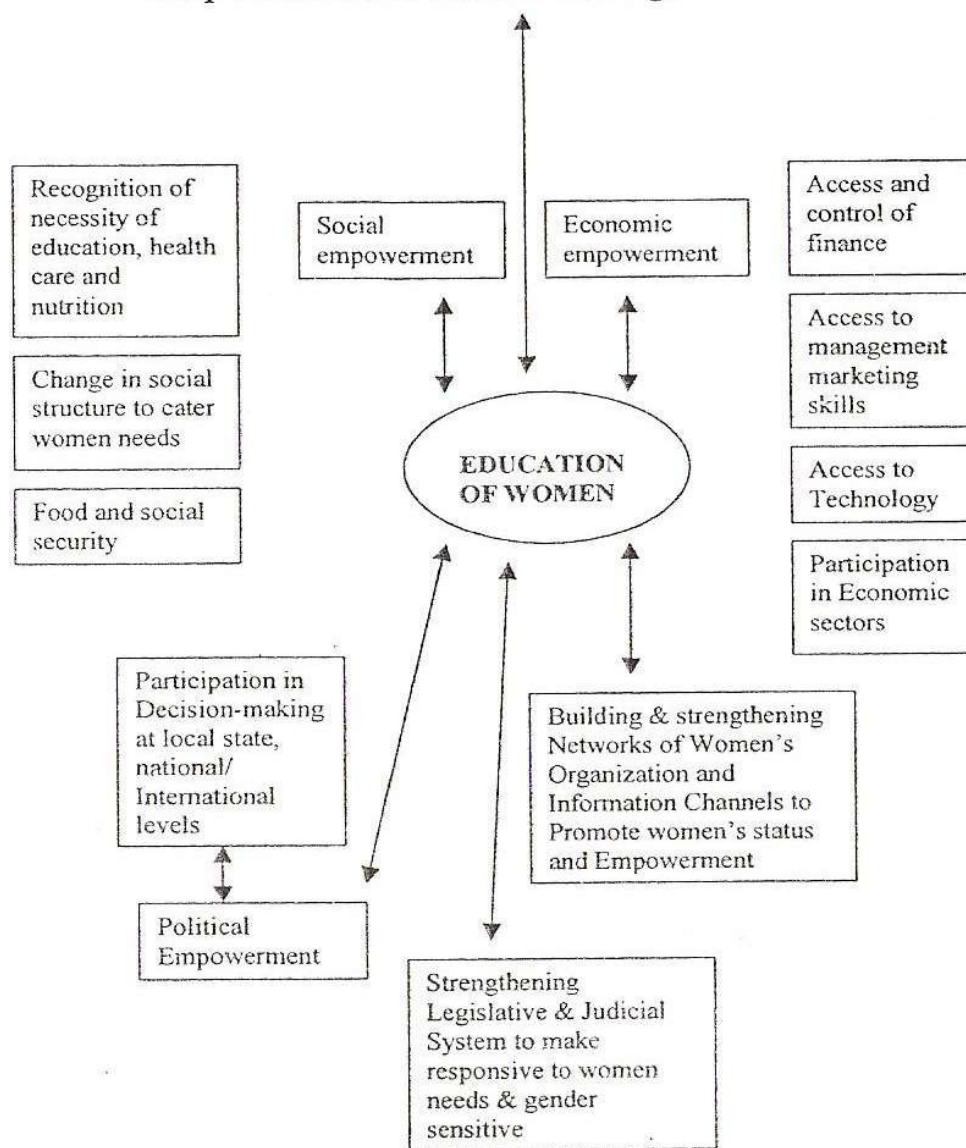 Recognition of
necessity of
education, health
care and
nutrition
Change in social
structure to cater
women needs
Food and social
security
Social
empowerment
Economic
empowerment
Access and
control of
finance
Access to
management
marketing
skills
Access to
Technology
Participation
in Economic
sectors
EDUCATION
OF WOMEN
Participation in
Decision-making
at local state,
national/
International
levels
Political
Empowerment
Building & strengthening
Networks of Women's
Organization and
Information Channels to
Promote women's status
and Empowerment
Strengthening
Legislative & Judicial
System to make
responsive to women
needs & gender
sensitive